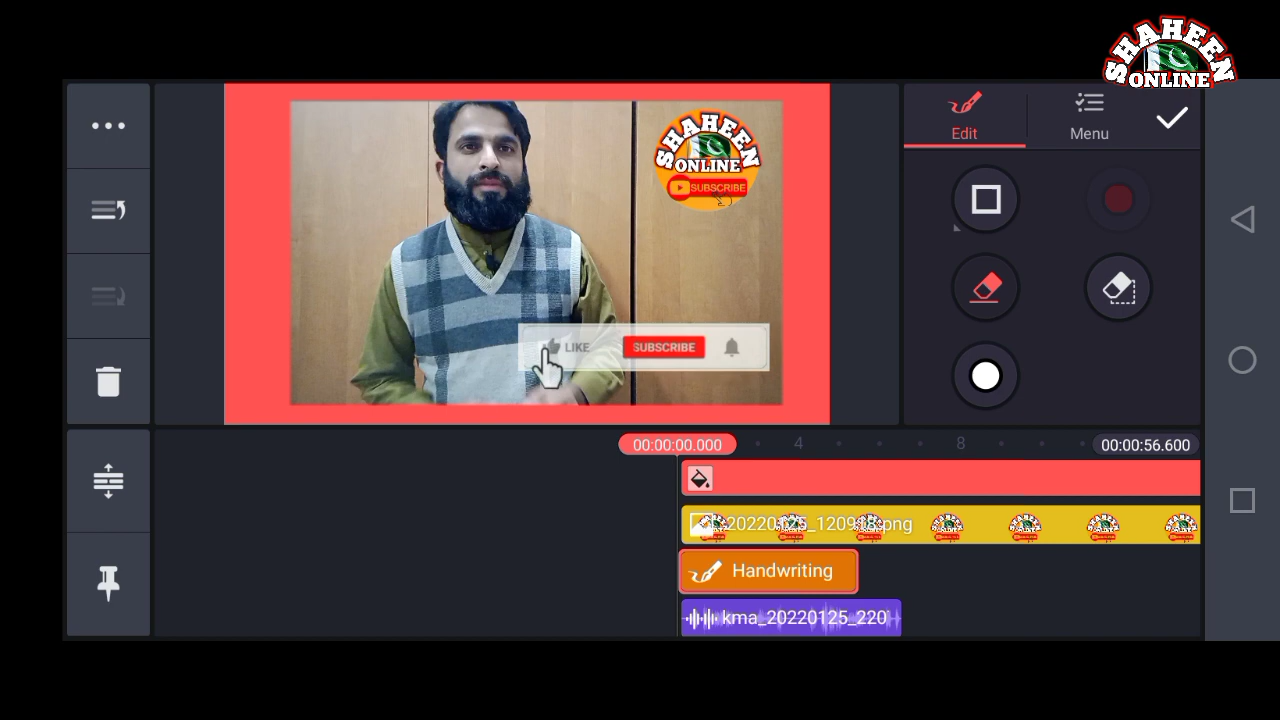 SHAHEEN
ONLINE
Edit
Menu
SHAHEEN
ONLINE
SUBSCRIBE
LIKE
SUBSCRIBE
00:00:00.000
4
8
00:00:56.600
20220125_120918.png
Handwriting
kma_20220125_220